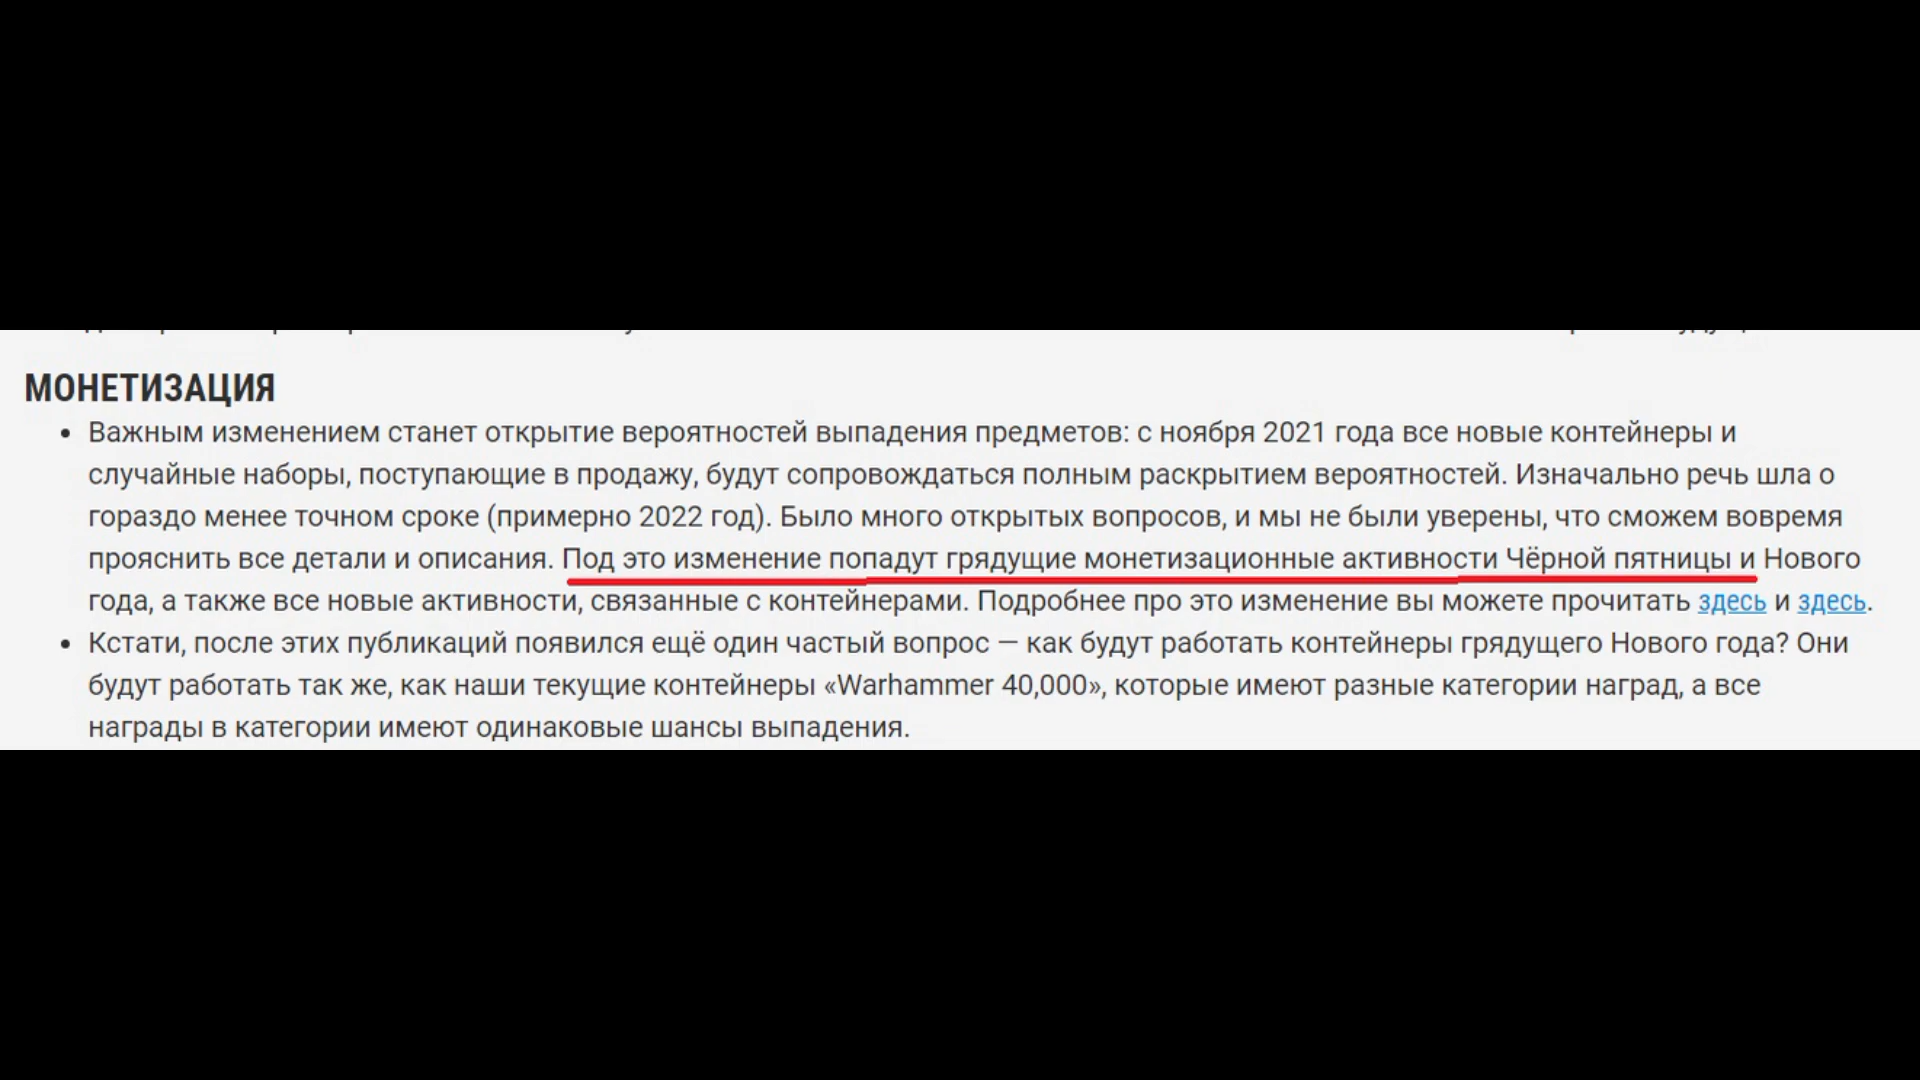 МОНЕТИЗАЦИЯ
• Важным изменением станет открытие вероятностей выпадения предметов: с ноября 2021 года все новые контейнеры и
случайные наборы, поступающие в продажу, будут сопровождаться полным раскрытием вероятностей. Изначально речь шла о
гораздо менее точном сроке (примерно 2022 год). Было много открытых вопросов, и мы не были уверены, что сможем вовремя
прояснить все детали и описания. Под это изменение попадут грядущие монетизационные активности Чёрной пятницы и Нового
года, а также все новые активности, связанные с контейнерами. Подробнее про это изменение вы можете прочитать здесь и здесь.
• Кстати, после этих публикаций появился ещё один частый вопрос — как будут работать контейнеры грядущего Нового года? Они
будут работать так же, как наши текущие контейнеры «Warhammer 40,000», которые имеют разные категории наград, а все
награды в категории имеют одинаковые шансы выпадения.